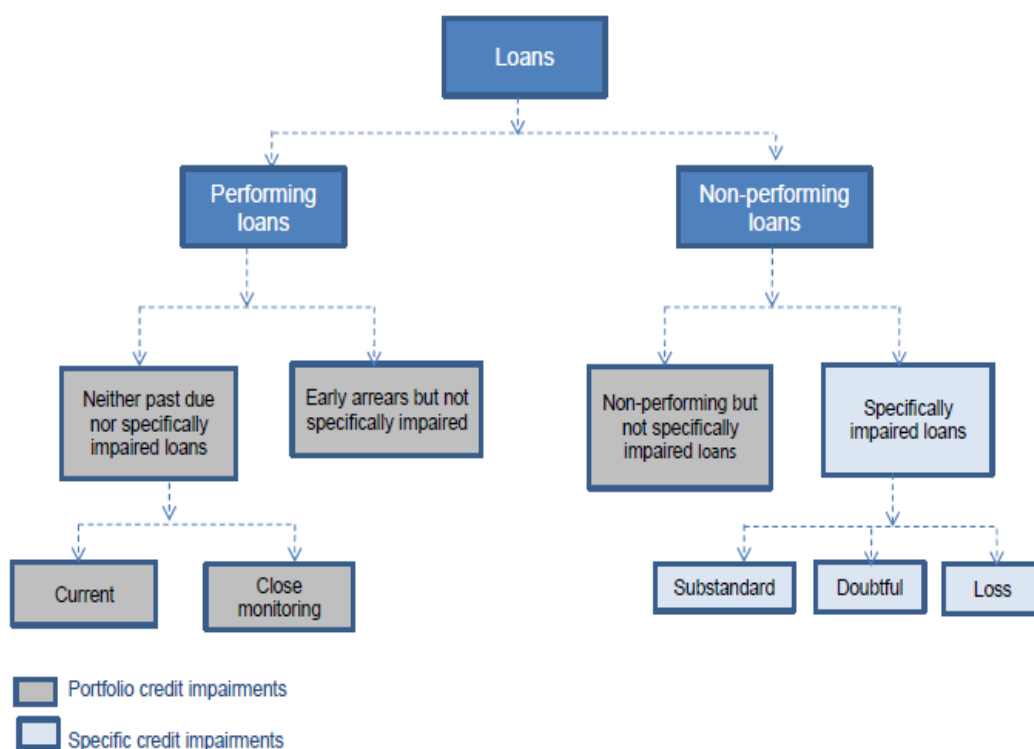 Loans
Performing
loans
Non-performing
loans
Neither past due
nor specifically
impaired loans
Early arrears but not
specifically impaired
Non-performing but
not specifically
impaired loans
Specifically
impaired loans
Current
Close
monitoring
Substandard
Doubtful
Loss
Portfolio credit impairments
Specific credit impairments